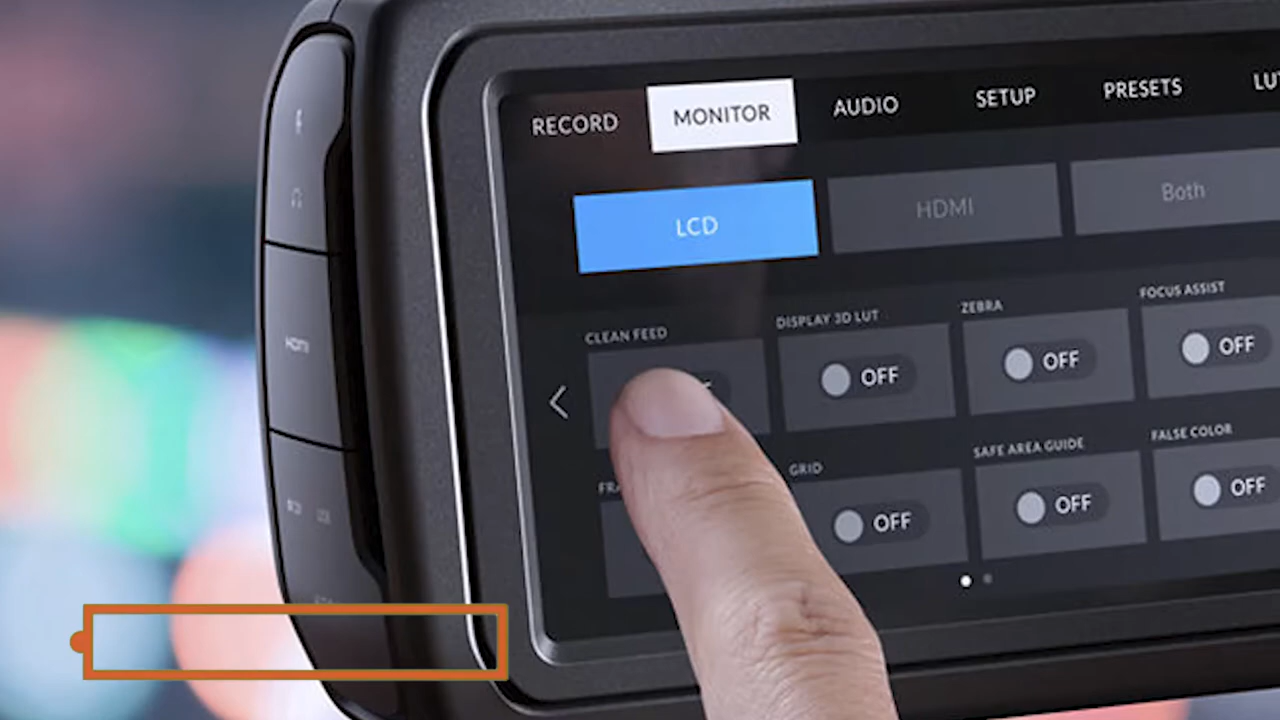 RECORD MONITOR AUDIO SETUP PRESETS
LCD HDMI Both
CLEAN FEED DISPLAY 3D LUT ZEBRA FOCUS ASSIST
OFF OFF OFF
GRID SAFE AREA GUIDE FALSE COLOR
OFF OFF OFF
HDMI